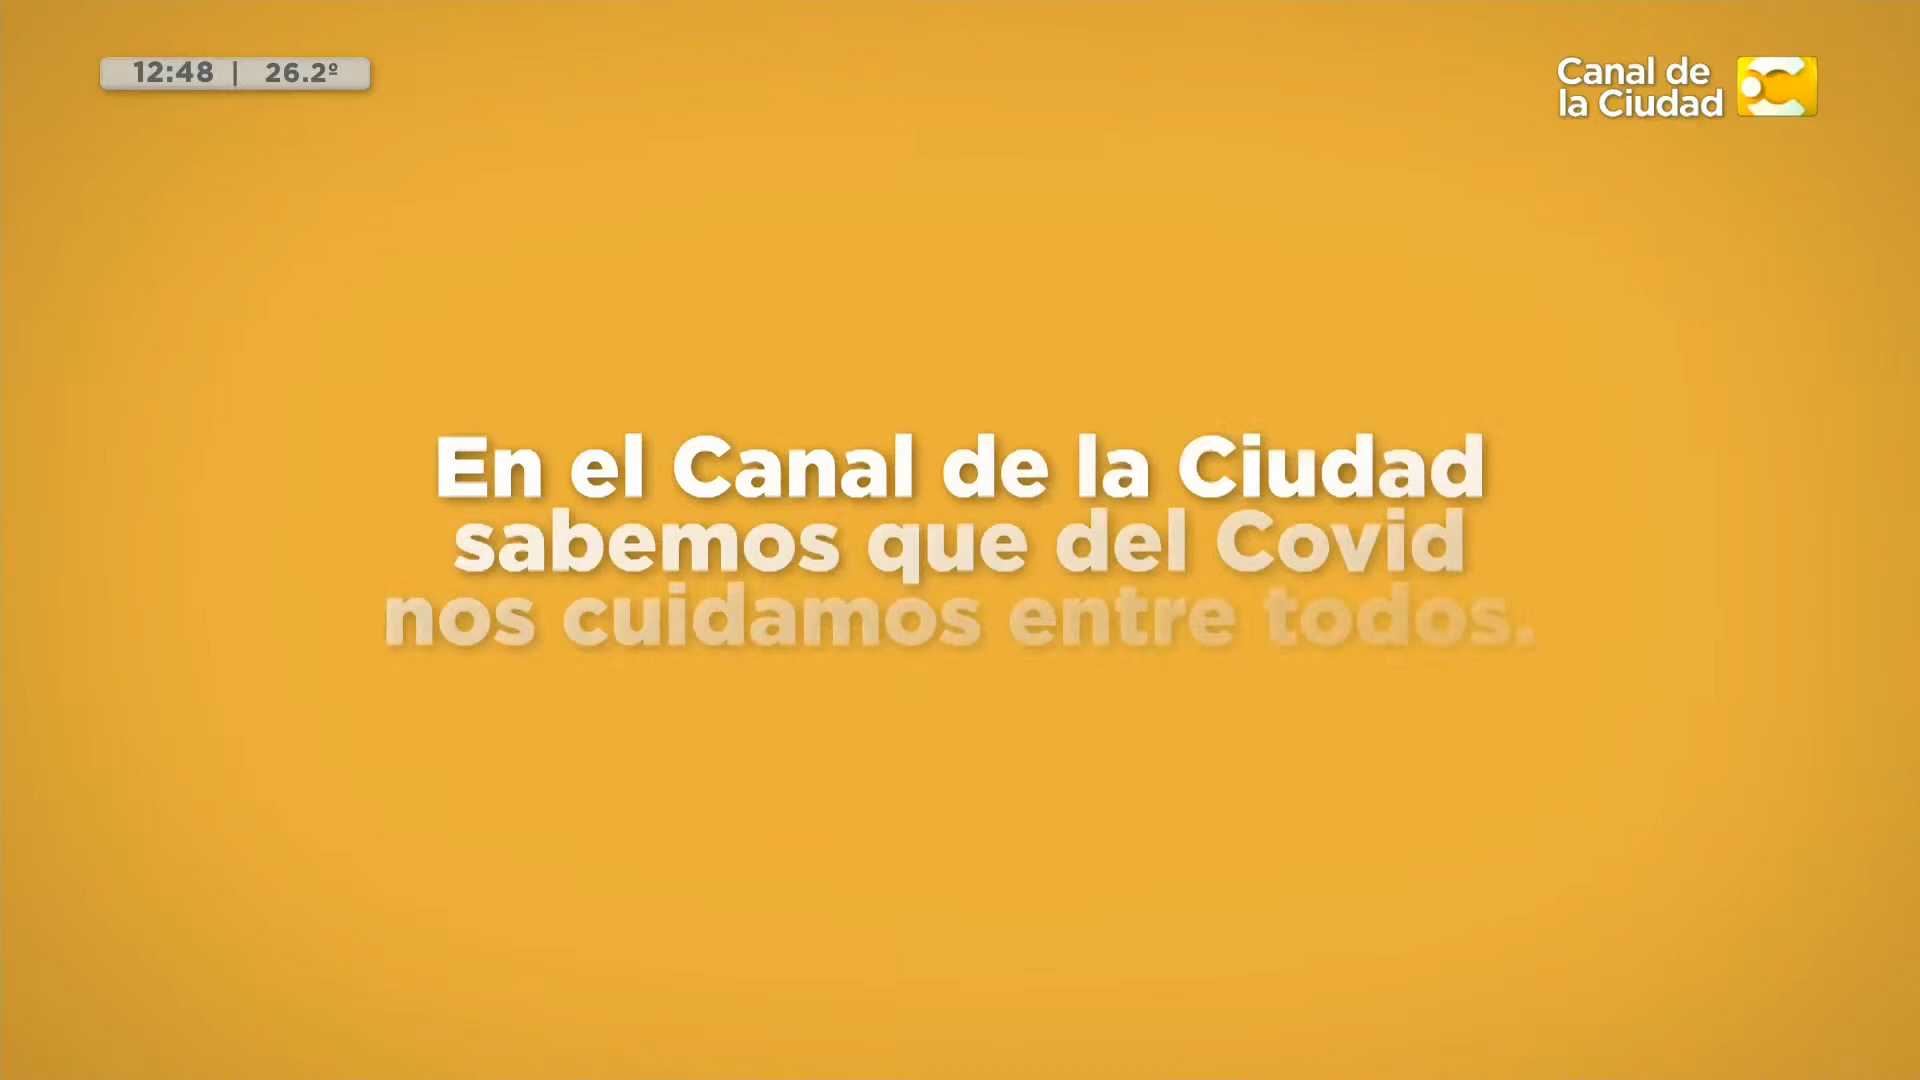 12:48 | 26.2º
Canal de
la Ciudad
En el Canal de la Ciudad
sabemos que del Covid
nos cuidamos entre todos.